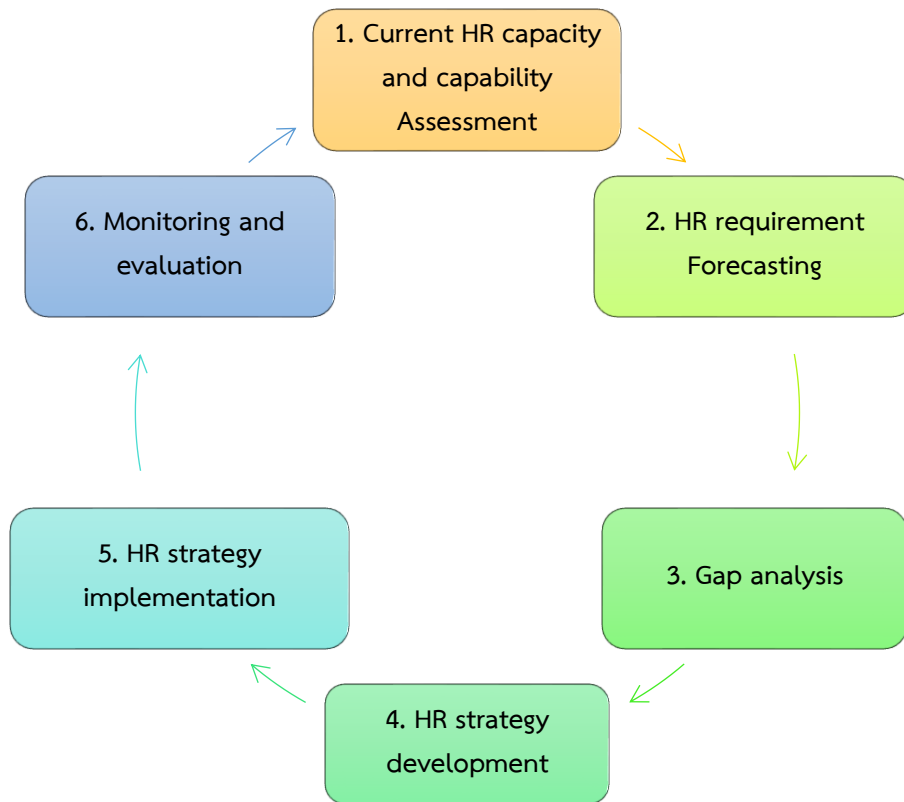 1. Current HR capacity
and capability
Assessment
2. HR requirement
Forecasting
3. Gap analysis
4. HR strategy
development
5. HR strategy
implementation
6. Monitoring and
evaluation